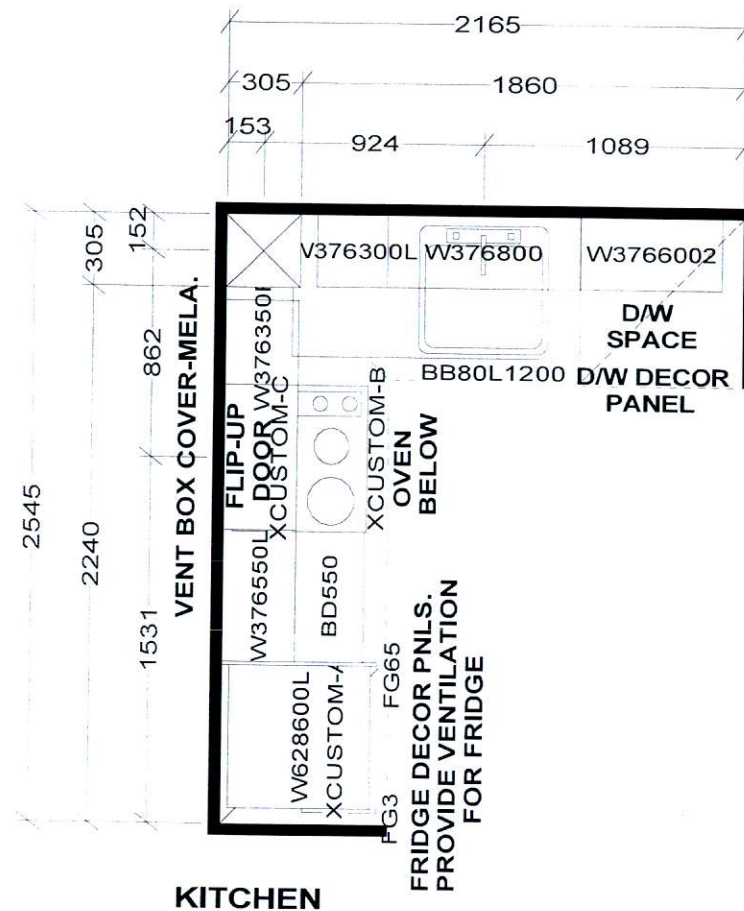 2165
305
1860
153
924
1089
2545
305
2240
152
862
1531
VENT BOX COVER-MELA.
W376800
W3766002
D/W
SPACE
BB80L1200
D/W DECOR
PANEL
FLIP-UP
DOOR
XCUSTOM-C
XCUSTOM-B
OVEN
BELOW
W376550L
BD550
W628600L
XCUSTOM-A
FG65
FG3
FRIDGE DECOR PNLS.
PROVIDE VENTILATION
FOR FRIDGE
KITCHEN